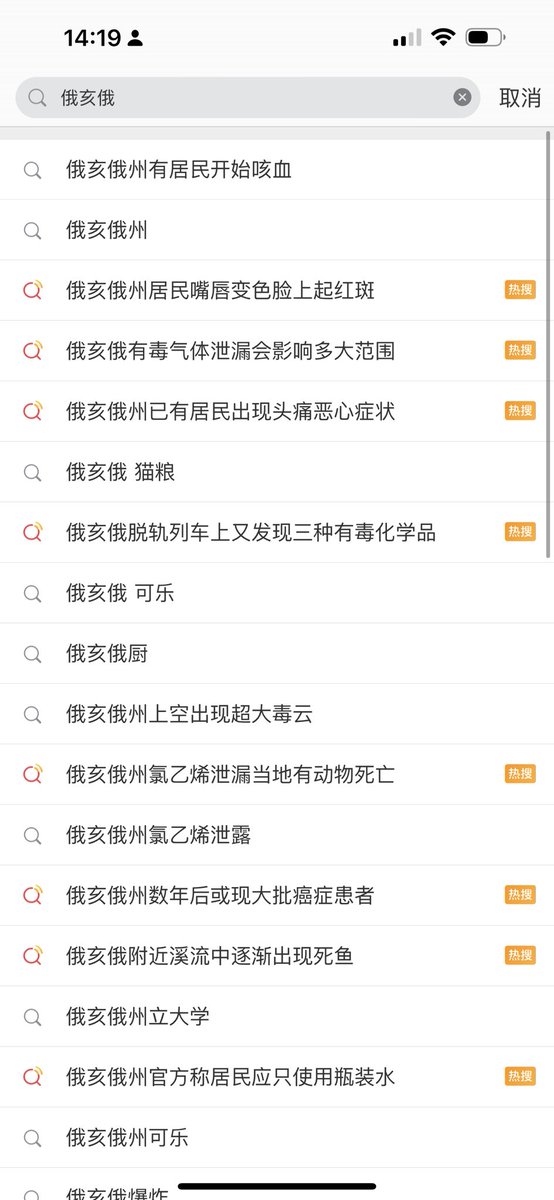 14:19
俄亥俄
取消
俄亥俄州有居民开始咳血
俄亥俄州
俄亥俄州居民嘴唇变色脸上起红斑 热搜
俄亥俄有毒气体泄漏会影响多大范围 热搜
俄亥俄州已有居民出现头痛恶心症状 热搜
俄亥俄 猫粮
俄亥俄脱轨列车上又发现三种有毒化学品 热搜
俄亥俄 可乐
俄亥俄厨
俄亥俄州上空出现超大毒云
俄亥俄州氯乙烯泄漏当地有动物死亡 热搜
俄亥俄州氯乙烯泄露
俄亥俄州数年后或现大批癌症患者 热搜
俄亥俄附近溪流中逐渐出现死鱼 热搜
俄亥俄州立大学
俄亥俄州官方称居民应只使用瓶装水 热搜
俄亥俄州可乐
俄亥俄爆炸